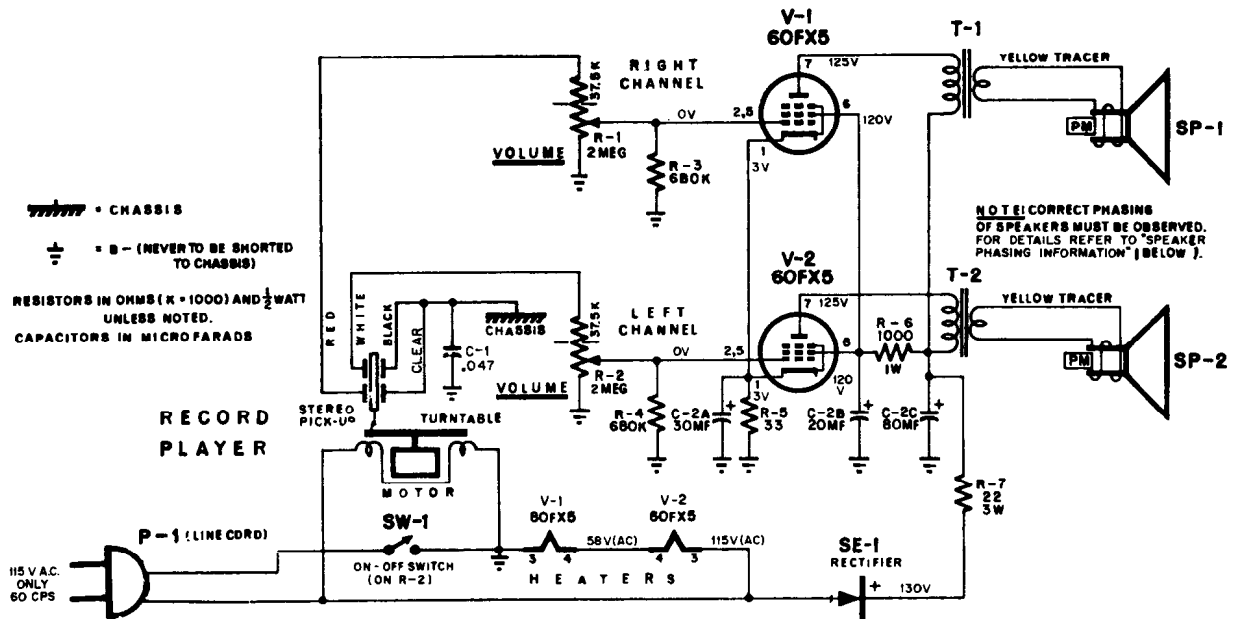 V-1
60FX5
T-1
7
125V
YELLOW TRACER
RIGHT
CHANNEL
37.5K
0V
2,5
6
120V
PM
SP-1
R-1
2MEG
VOLUME
1
3V
R-3
680K
= CHASSIS
= B- (NEVER TO BE SHORTED
TO CHASSIS)
NOTE: CORRECT PHASING
OF SPEAKERS MUST BE OBSERVED.
FOR DETAILS REFER TO "SPEAKER
PHASING INFORMATION" (BELOW).
V-2
60FX5
T-2
7
125V
YELLOW TRACER
RESISTORS IN OHMS (K=1000) AND 1/2 WATT
UNLESS NOTED.
CAPACITORS IN MICROFARADS
RED
WHITE
BLACK
CLEAR
CHASSIS
C-1
.047
37.5K
LEFT
CHANNEL
0V
2,5
6
R-6
1000
1W
PM
SP-2
R-2
2MEG
VOLUME
1
3V
120
V
STEREO
PICK-UP
TURNTABLE
R-4
680K
C-2A
30MF
+
R-5
33
C-2B
20MF
+
C-2C
80MF
+
RECORD
PLAYER
MOTOR
R-7
22
3W
P-1 (LINE CORD)
SW-1
V-1
60FX5
V-2
60FX5
58V(AC)
115V(AC)
3
4
4
3
ON-OFF SWITCH
(ON R-2)
HEATERS
SE-1
RECTIFIER
+
130V
115 V A.C.
ONLY
60 CPS